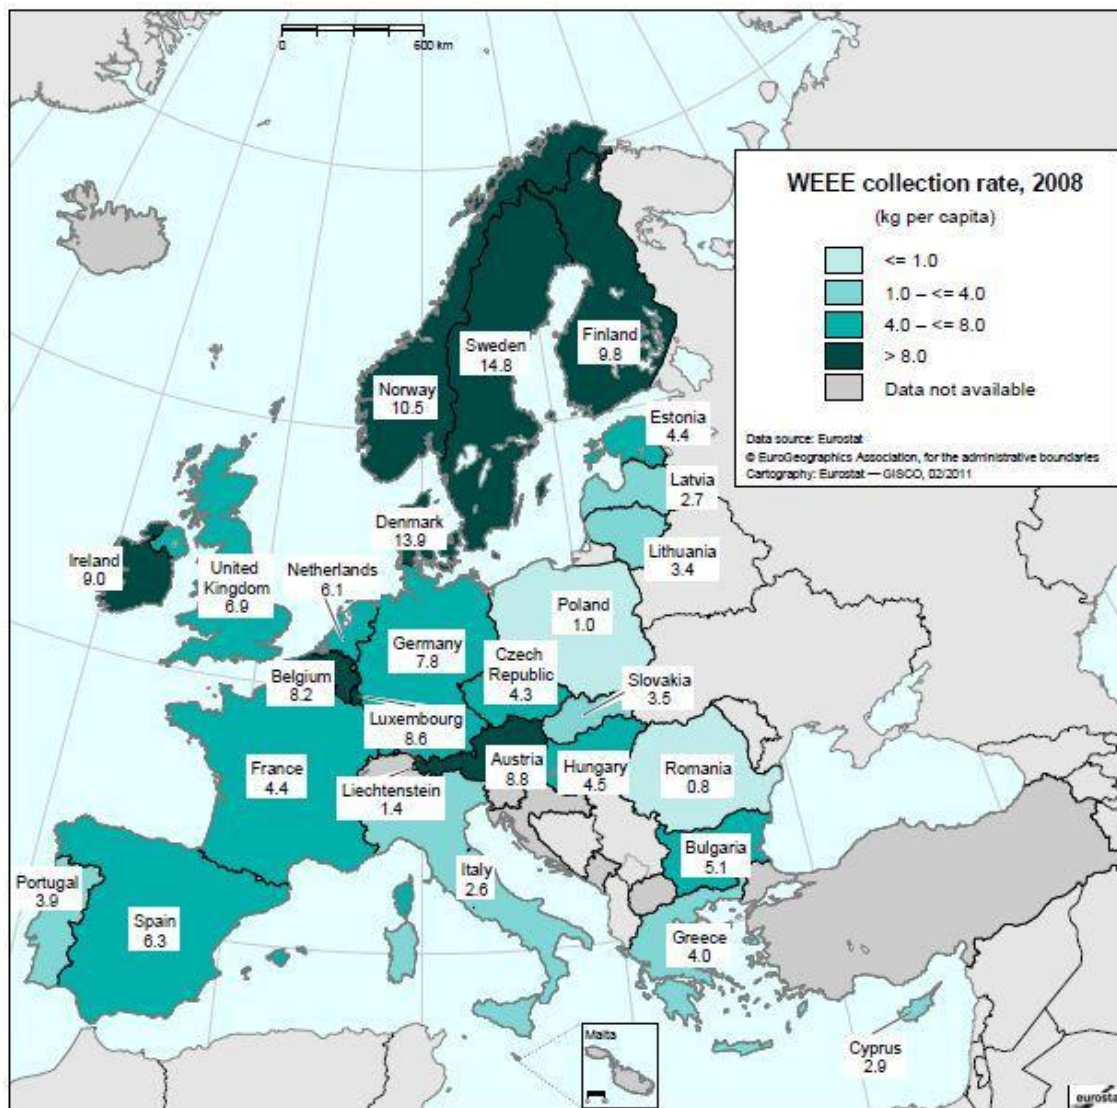 0 600 km
WEEE collection rate, 2008
(kg per capita)
<= 1.0
1.0 – <= 4.0
4.0 – <= 8.0
> 8.0
Data not available
Data source: Eurostat
© EuroGeographics Association, for the administrative boundaries
Cartography: Eurostat — GISCO, 02/2011
Finland
9.8
Sweden
14.8
Norway
10.5
Estonia
4.4
Latvia
2.7
Denmark
13.9
Lithuania
3.4
Ireland
9.0
United
Kingdom
6.9
Netherlands
6.1
Poland
1.0
Germany
7.8
Czech
Republic
4.3
Belgium
8.2
Slovakia
3.5
Luxembourg
8.6
Austria
8.8
Hungary
4.5
Romania
0.8
France
4.4
Liechtenstein
1.4
Bulgaria
5.1
Italy
2.6
Portugal
3.9
Spain
6.3
Greece
4.0
Malta
Cyprus
2.9
eurosta